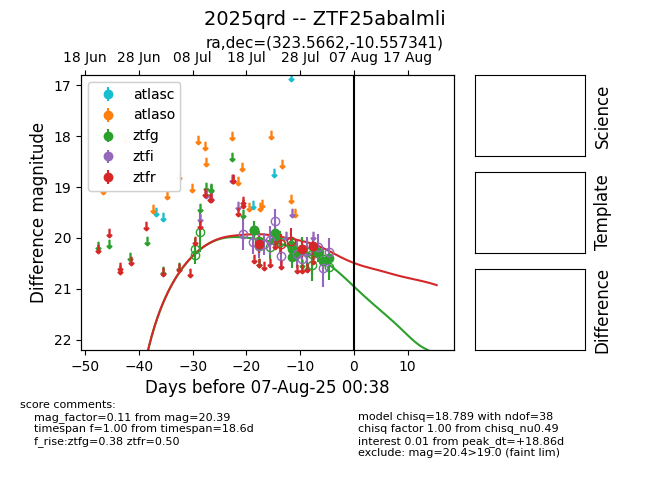 2025qrd -- ZTF25abalmli
ra,dec=(323.5662,-10.557341)
18 Jun 28 Jun 08 Jul 18 Jul 28 Jul 07 Aug 17 Aug
17
18
19
20
21
22
Difference magnitude
atlasc
atlaso
ztfg
ztfi
ztfr
−50 −40 −30 −20 −10 0 10
Days before 07-Aug-25 00:38
Science
Template
Difference
score comments:
mag_factor=0.11 from mag=20.39
timespan f=1.00 from timespan=18.6d
f_rise:ztfg=0.38 ztfr=0.50
model chisq=18.789 with ndof=38
chisq factor 1.00 from chisq_nu0.49
interest 0.01 from peak_dt=+18.86d
exclude: mag=20.4>19.0 (faint lim)